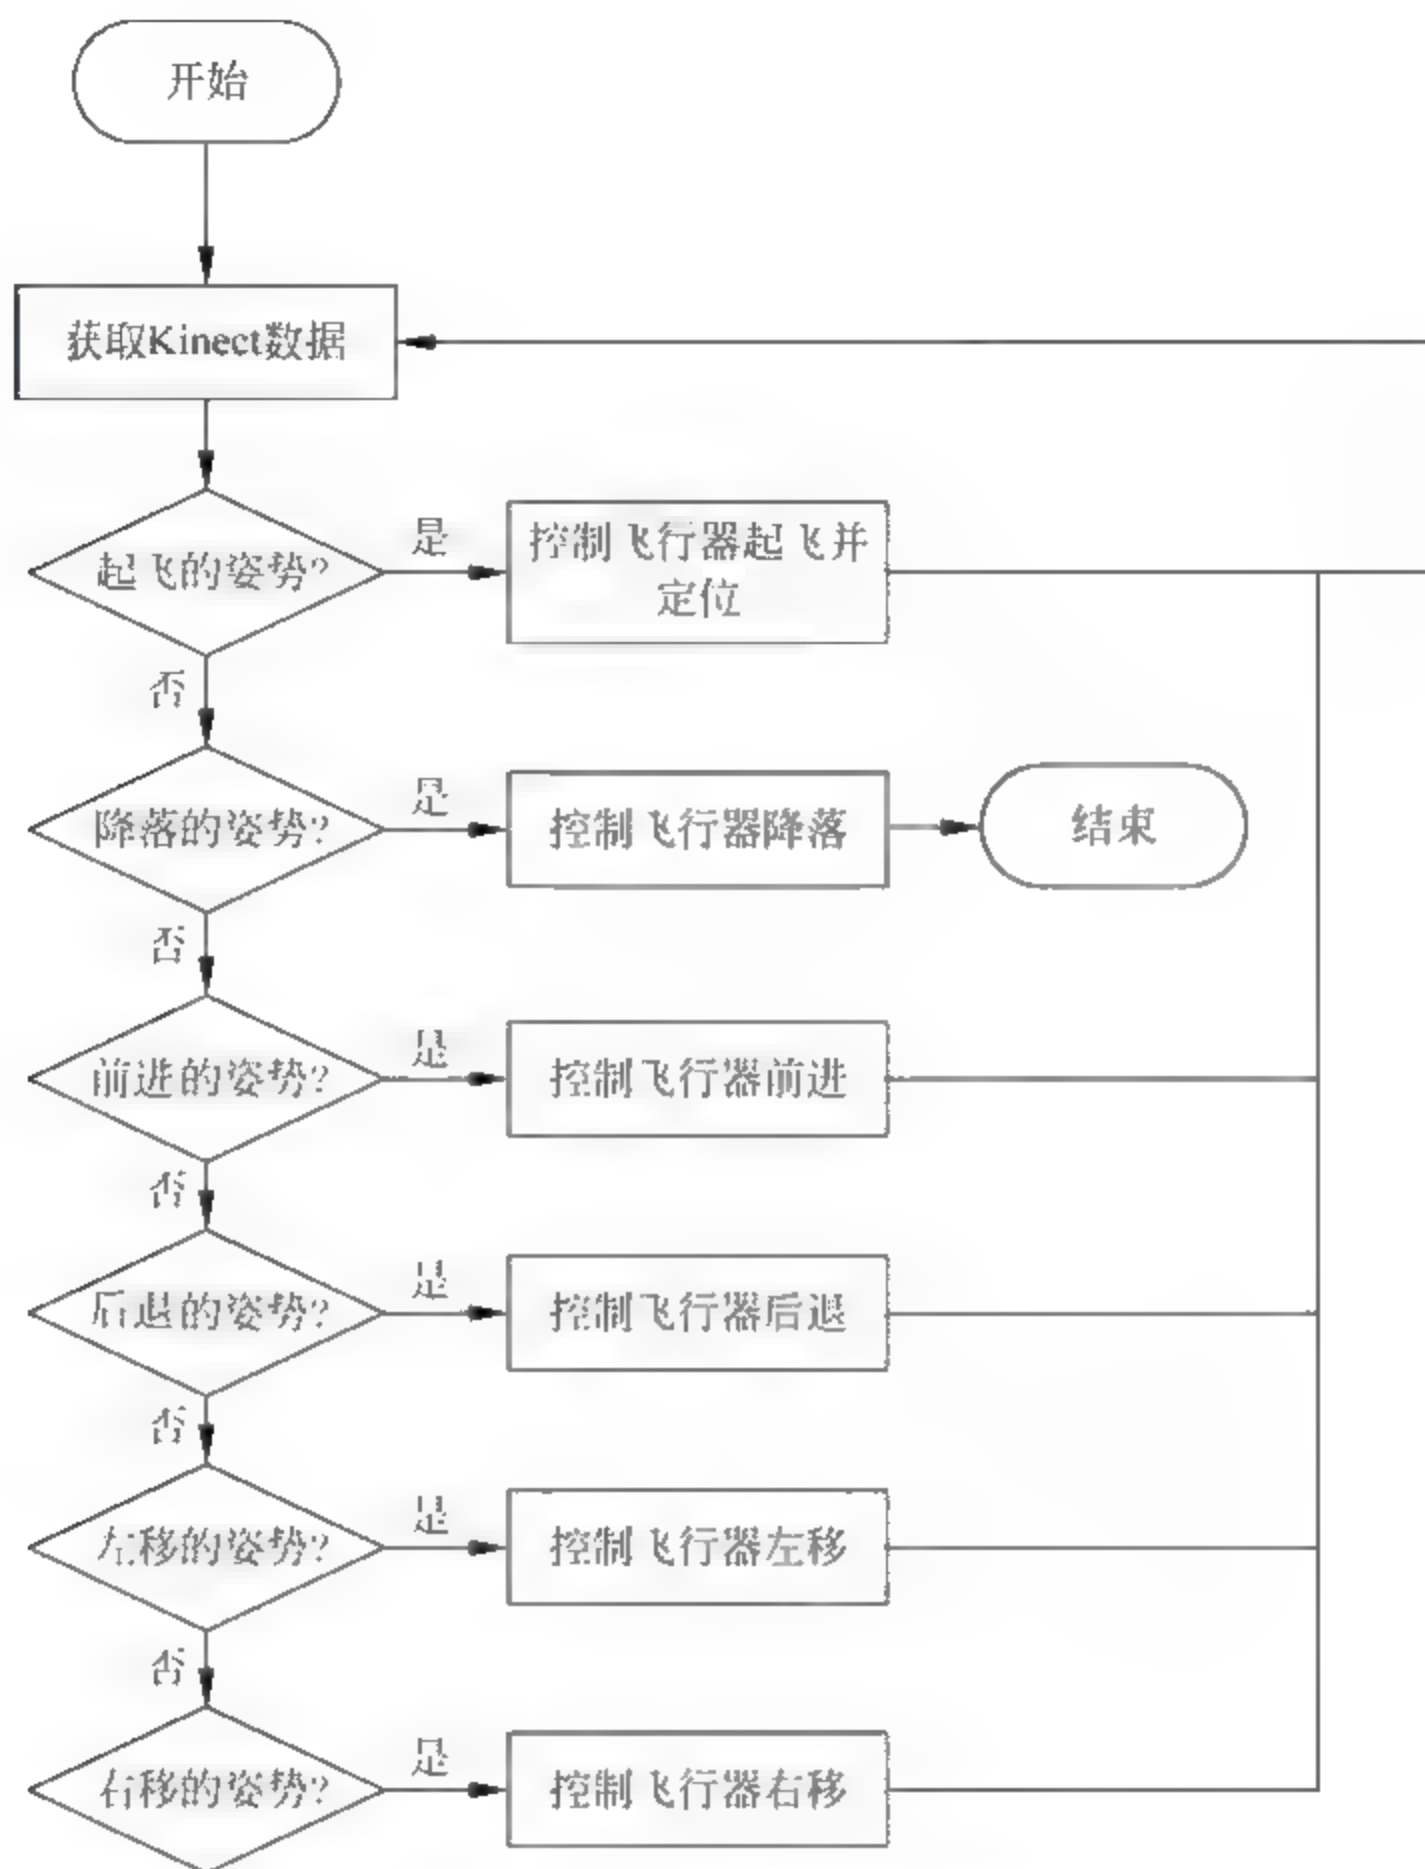 开始
获取Kinect数据
起飞的姿势?
是
控制飞行器起飞并
定位
否
降落的姿势?
是
控制飞行器降落
结束
否
前进的姿势?
是
控制飞行器前进
否
后退的姿势?
是
控制飞行器后退
否
左移的姿势?
是
控制飞行器左移
否
右移的姿势?
是
控制飞行器右移